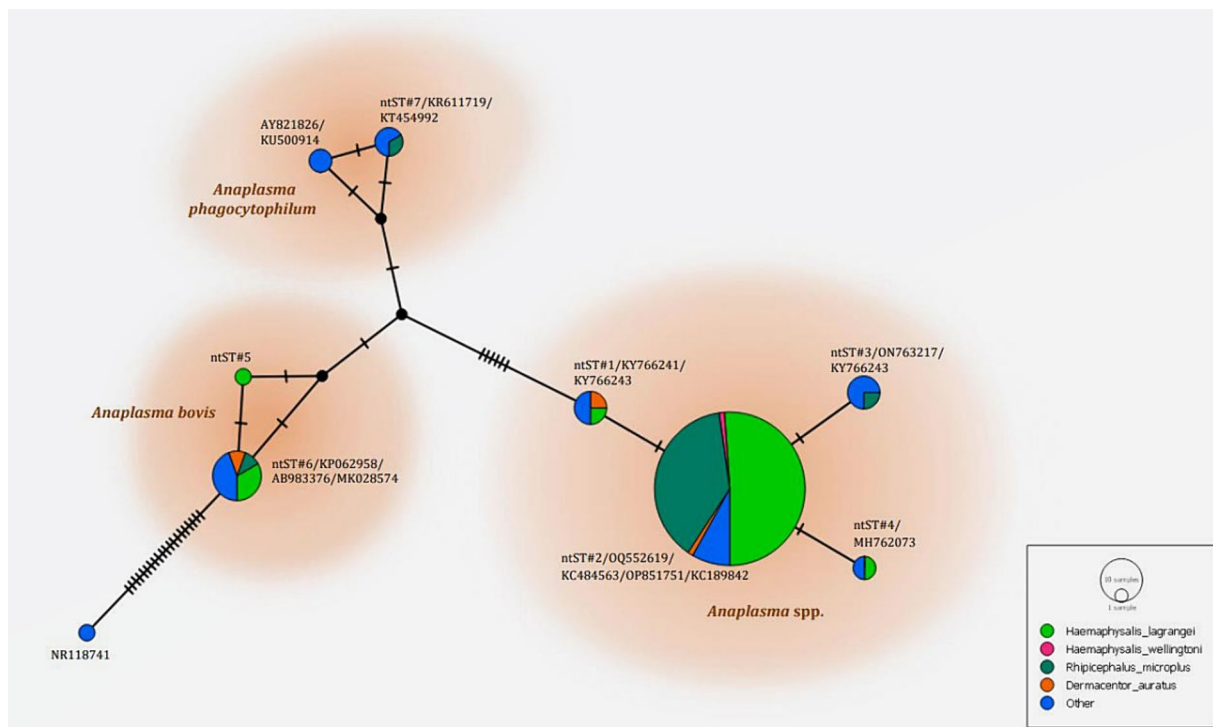 ntST#7/KR611719/
KT454992
AY821826/
KU500914
Anaplasma
phagocytophilum
ntST#5
Anaplasma bovis
ntST#6/KP062958/
AB983376/MK028574
NR118741
ntST#1/KY766241/
KY766243
ntST#3/ON763217/
KY766243
ntST#4/
MH762073
ntST#2/OQ552619/
KC484563/OP851751/KC189842
Anaplasma spp.
10 samples
1 sample
Haemaphysalis_lagrangei
Haemaphysalis_wellingtoni
Rhipicephalus_microplus
Dermacentor_auratus
Other